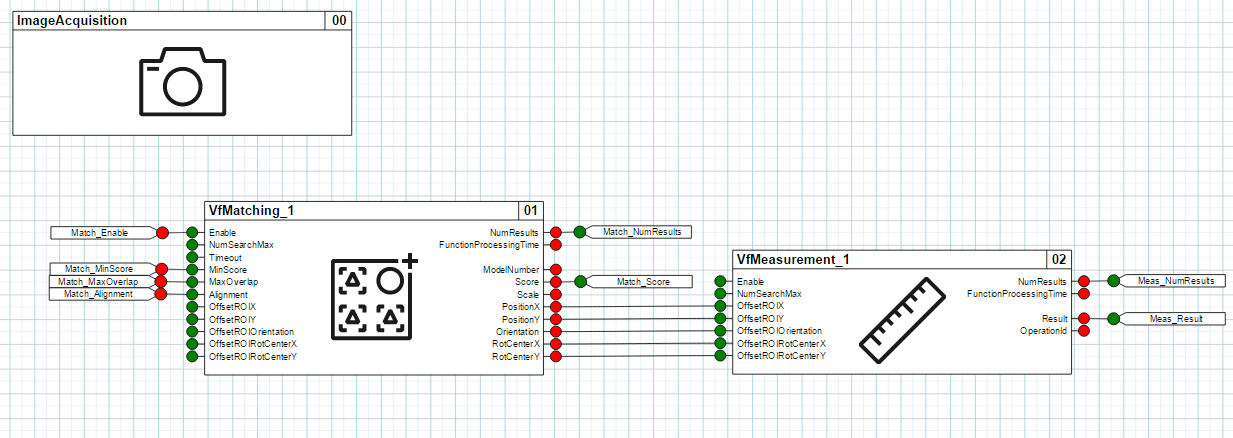 ImageAcquisition 00
VfMatching_1 01
Match_Enable
Match_MinScore
Match_MaxOverlap
Match_Alignment
Enable
NumSearchMax
Timeout
MinScore
MaxOverlap
Alignment
OffsetROIX
OffsetROIY
OffsetROIOrientation
OffsetROIRotCenterX
OffsetROIRotCenterY
NumResults
FunctionProcessingTime
ModelNumber
Score
Scale
PositionX
PositionY
Orientation
RotCenterX
RotCenterY
Match_NumResults
Match_Score
VfMeasurement_1 02
Enable
NumSearchMax
OffsetROIX
OffsetROIY
OffsetROIOrientation
OffsetROIRotCenterX
OffsetROIRotCenterY
NumResults
FunctionProcessingTime
Result
OperationId
Meas_NumResults
Meas_Result